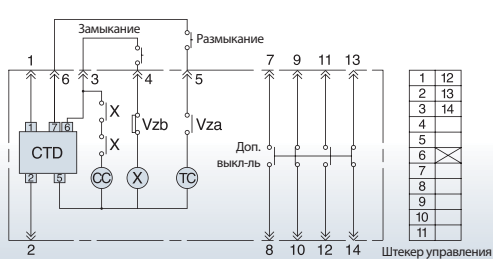 Замыкание
Размыкание
1 6 3 4 5 7 9 11 13
1 7 6
CTD
2 5
X
X
Vzb
Vza
CC X TC
Доп.
выкл-ль
2 8 10 12 14
1 12
2 13
3 14
4
5
6
7
8
9
10
11
Штекер управления